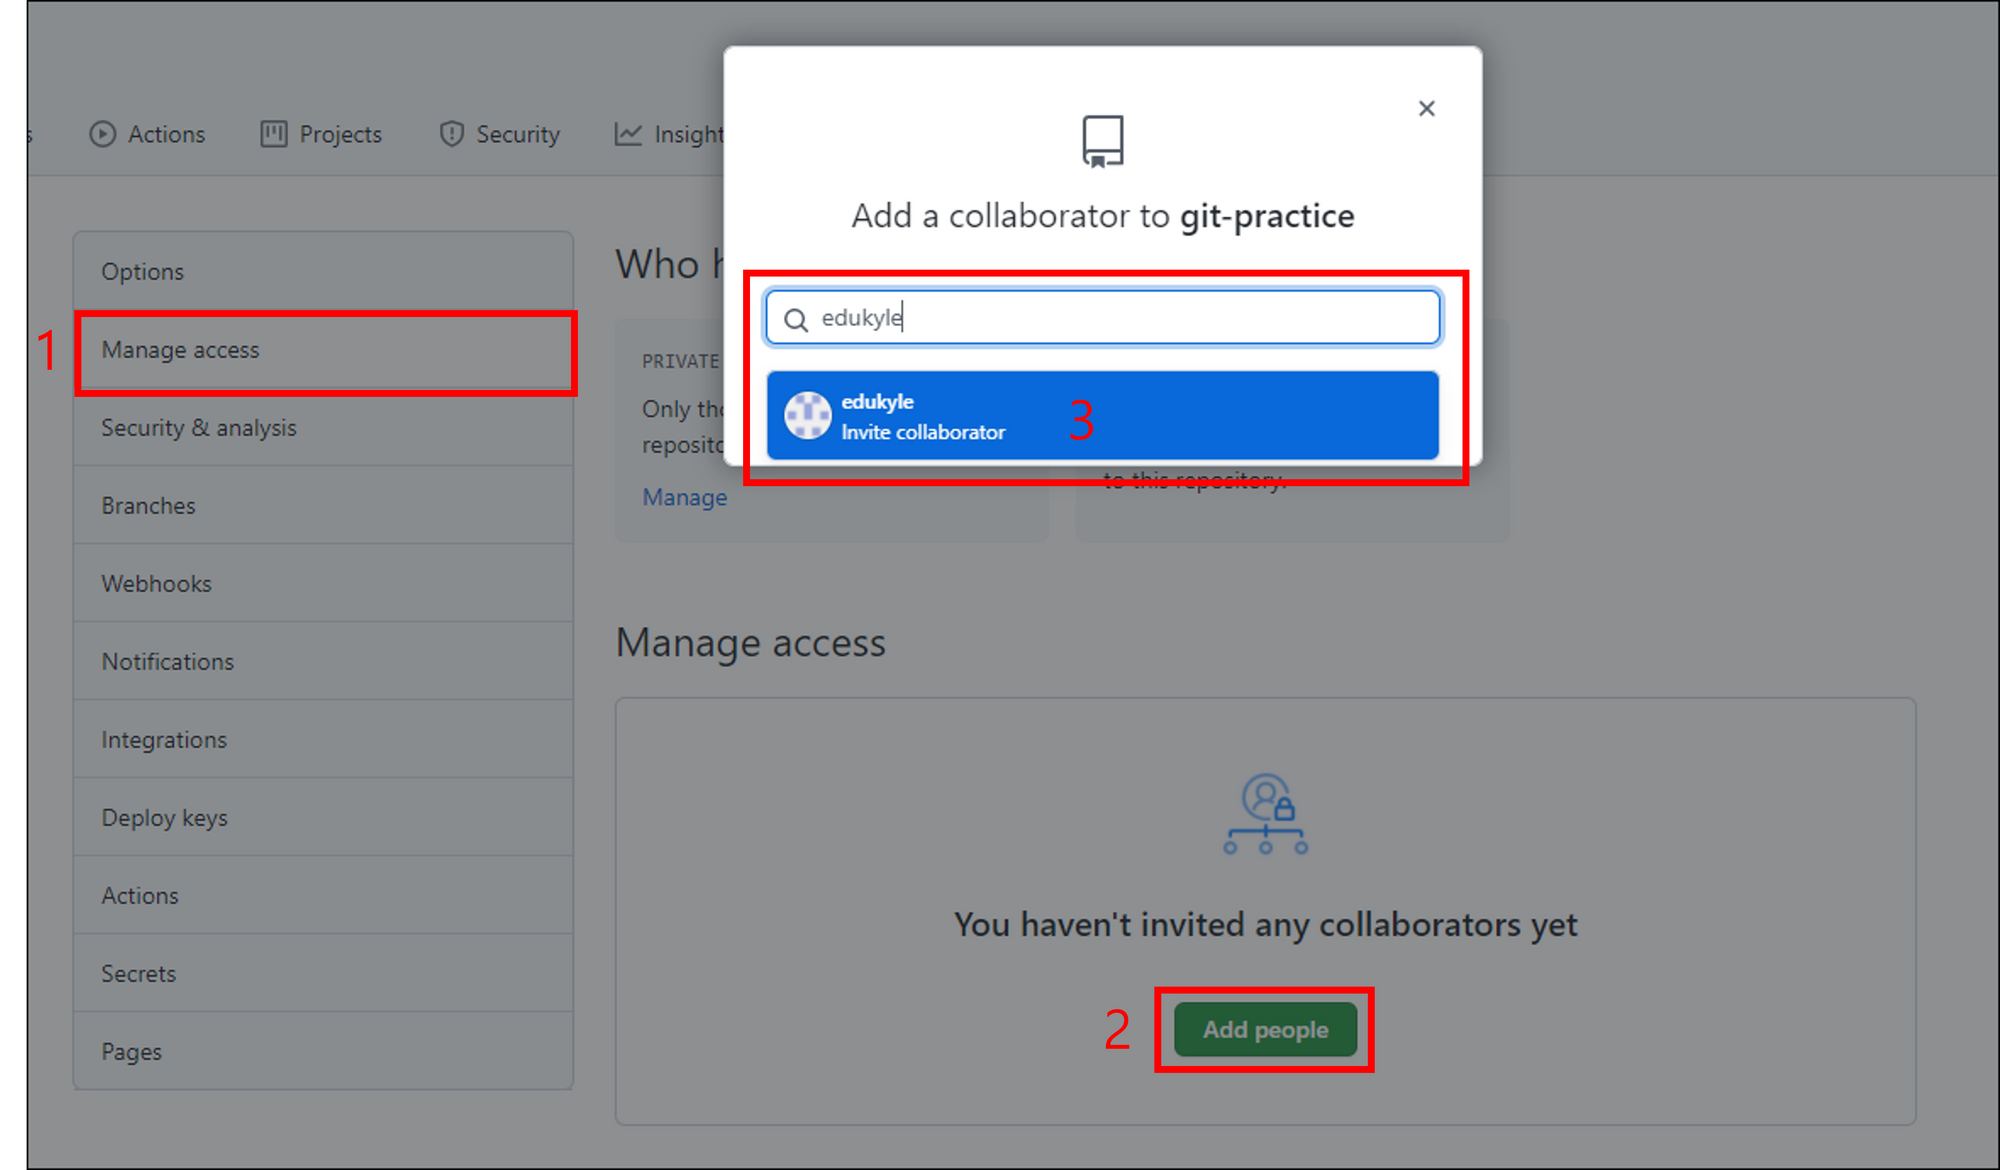 s
Actions
Projects
Security
Insight
Add a collaborator to git-practice
edukyle
edukyle
Invite collaborator
3
Options
1
Manage access
Security & analysis
Branches
Webhooks
Notifications
Integrations
Deploy keys
Actions
Secrets
Pages
Who h
PRIVATE
Only tho
reposito
Manage
to this repository.
Manage access
You haven't invited any collaborators yet
2
Add people